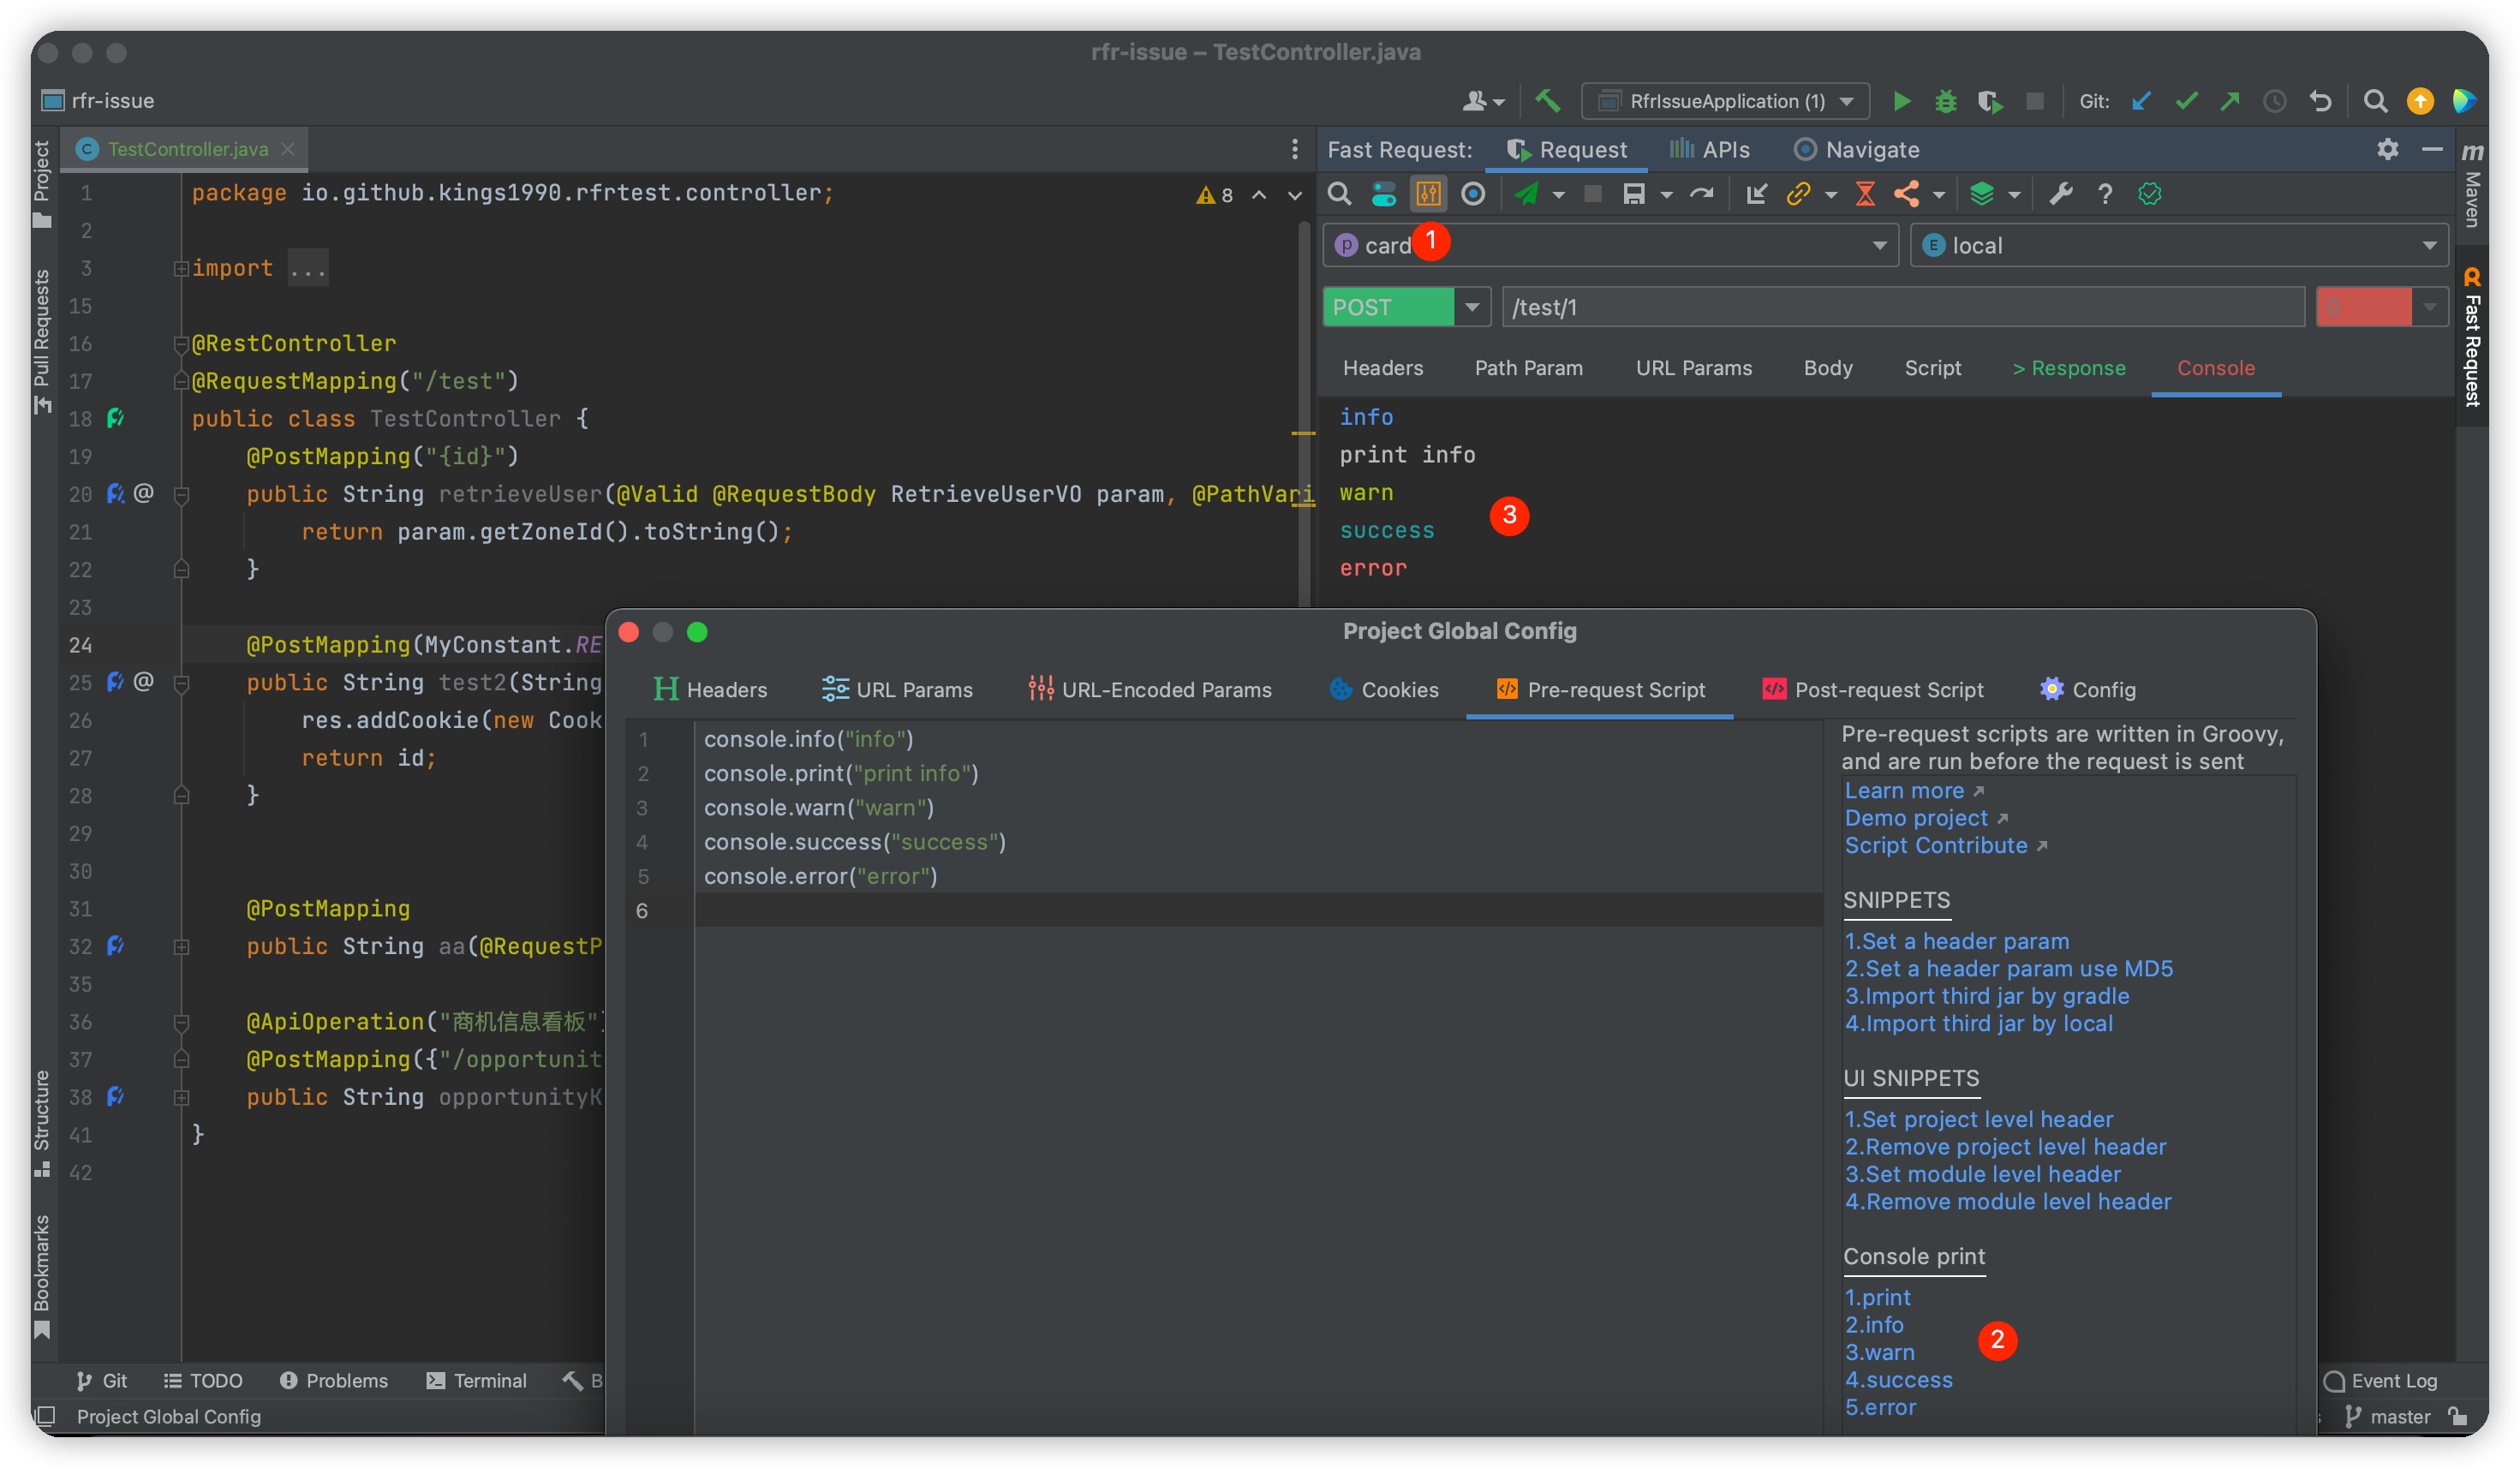 rfr-issue – TestController.java
rfr-issue
RfrIssueApplication (1)
Git:
Project
Pull Requests
Structure
Bookmarks
TestController.java
8
1 package io.github.kings1990.rfrtest.controller;
2
3 import ...
15
16 @RestController
17 @RequestMapping("/test")
18 public class TestController {
19 @PostMapping("{id}")
20 public String retrieveUser(@Valid @RequestBody RetrieveUserVO param, @PathVari
21 return param.getZoneId().toString();
22 }
23
24 @PostMapping(MyConstant.RE
25 public String test2(String
26 res.addCookie(new Cook
27 return id;
28 }
29
30
31 @PostMapping
32 public String aa(@RequestP
35
36 @ApiOperation("商机信息看板")
37 @PostMapping({"/opportunit
38 public String opportunityK
41 }
42
Fast Request: Request APIs Navigate
card 1
local
POST
/test/1
0
Headers Path Param URL Params Body Script > Response Console
info
print info
warn
success
error
3
m Maven
Fast Request
Project Global Config
Headers URL Params URL-Encoded Params Cookies Pre-request Script Post-request Script Config
1 console.info("info")
2 console.print("print info")
3 console.warn("warn")
4 console.success("success")
5 console.error("error")
6
Pre-request scripts are written in Groovy,
and are run before the request is sent
Learn more
Demo project
Script Contribute
SNIPPETS
1.Set a header param
2.Set a header param use MD5
3.Import third jar by gradle
4.Import third jar by local
UI SNIPPETS
1.Set project level header
2.Remove project level header
3.Set module level header
4.Remove module level header
Console print
1.print
2.info
3.warn
4.success
5.error
2
Git TODO Problems Terminal B
Event Log
Project Global Config
master